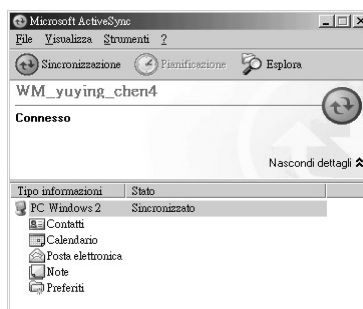 Microsoft ActiveSync
File Visualizza Strumenti ?
Sincronizzazione Pianificazione Esplora
WM_yuying_chen4
Connesso
Nascondi dettagli
Tipo informazioni Stato
PC Windows 2 Sincronizzato
Contatti
Calendario
Posta elettronica
Note
Preferiti